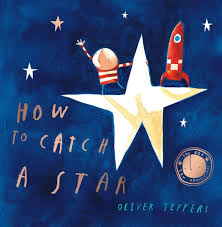 HOW
TO CATCH
A STAR
OLIVER JEFFERS